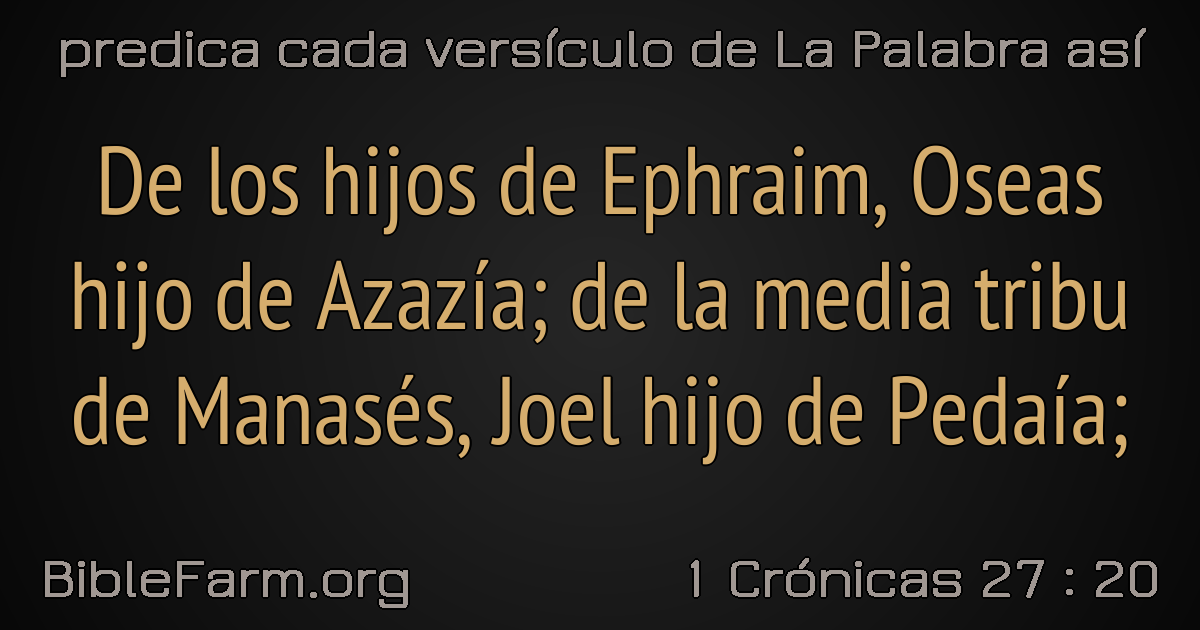 predica cada versículo de La Palabra así
De los hijos de Ephraim, Oseas
hijo de Azazía; de la media tribu
de Manasés, Joel hijo de Pedaía;
BibleFarm.org
1 Crónicas 27 : 20